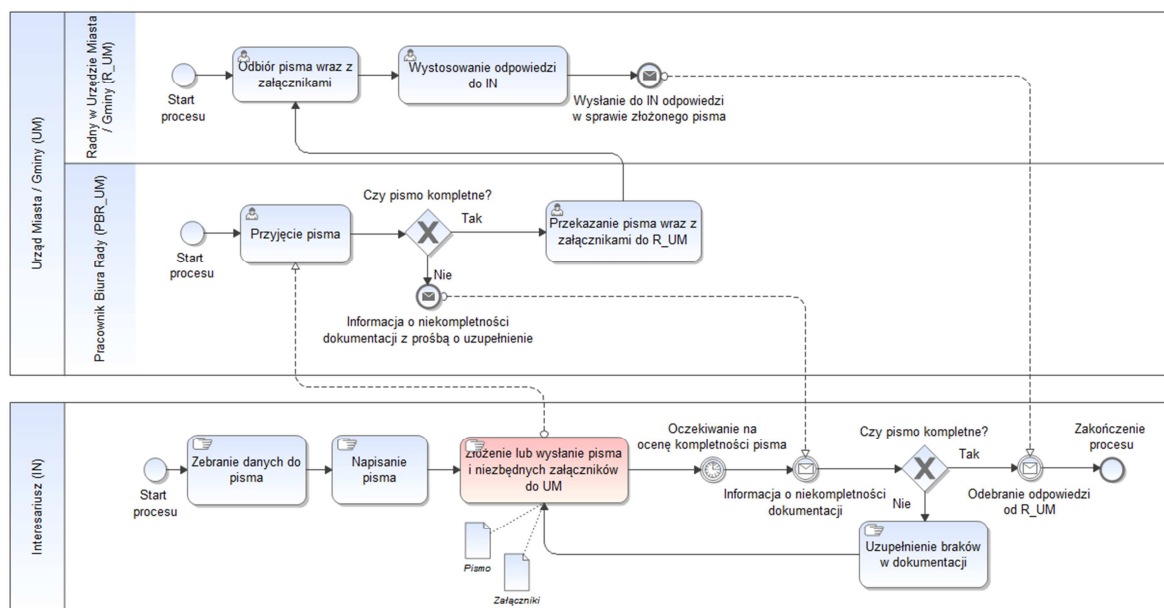 Urząd Miasta / Gminy (UM)
Radny w Urzędzie Miasta
/ Gminy (R_UM)
Start
procesu
Odbiór pisma wraz z
załącznikami
Wystosowanie odpowiedzi
do IN
Wysłanie do IN odpowiedzi
w sprawie złożonego pisma
Pracownik Biura Rady (PBR_UM)
Start
procesu
Przyjęcie pisma
Czy pismo kompletne?
Tak
Nie
Przekazanie pisma wraz z
załącznikami do R_UM
Informacja o niekompletności
dokumentacji z prośbą o uzupełnienie
Interesariusz (IN)
Start
procesu
Zebranie danych do
pisma
Napisanie
pisma
Złożenie lub wysłanie pisma
i niezbędnych załączników
do UM
Pismo
Załączniki
Oczekiwanie na
ocenę kompletności pisma
Informacja o niekompletności
dokumentacji
Czy pismo kompletne?
Tak
Nie
Uzupełnienie braków
w dokumentacji
Odebranie odpowiedzi
od R_UM
Zakończenie
procesu